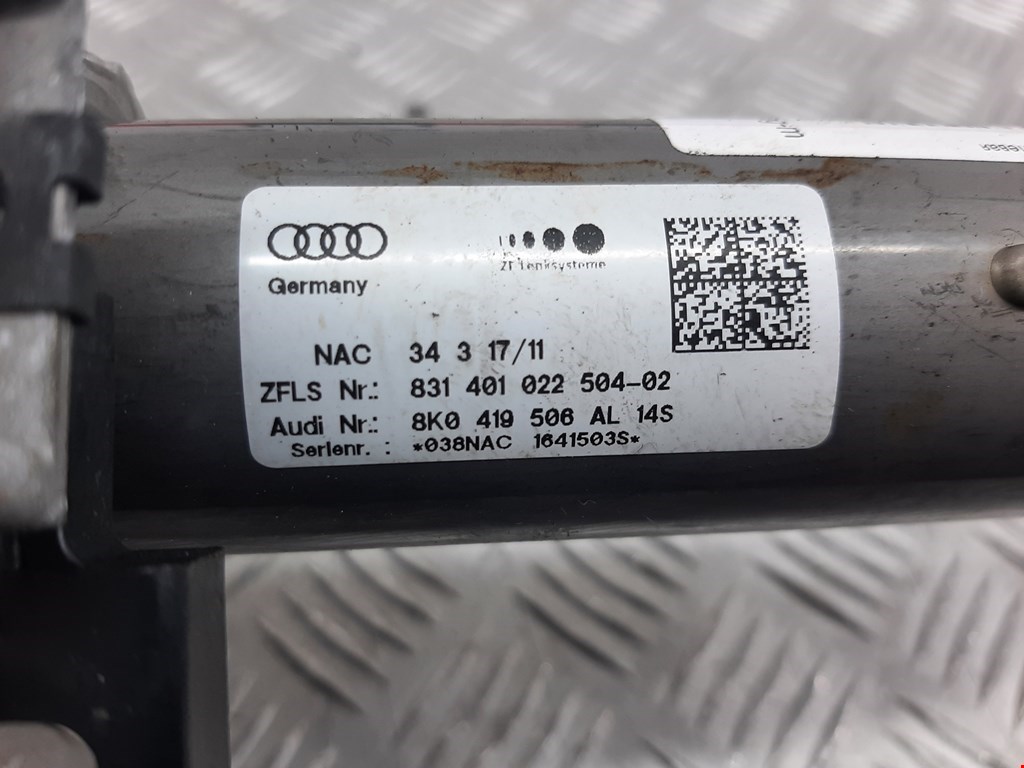 Germany
ZF Lenksysteme
NAC 34 3 17/11
ZFLS Nr.: 831 401 022 504-02
Audi Nr.: 8K0 419 506 AL 14S
Serienr. : *038NAC 1641503S*